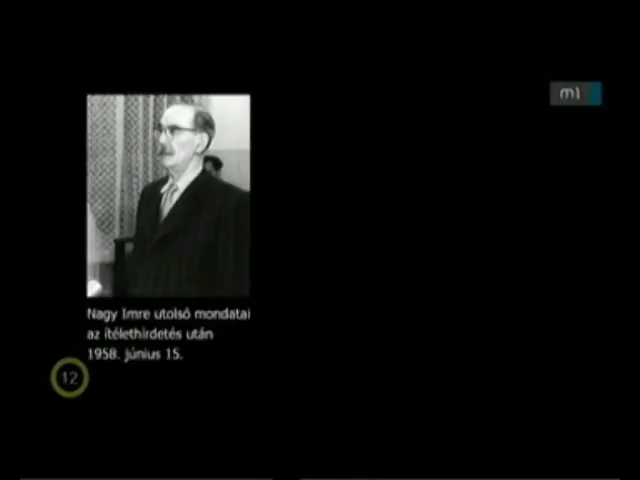 m1
Nagy Imre utolsó mondatai
az ítélethirdetés után
1958. június 15.
12